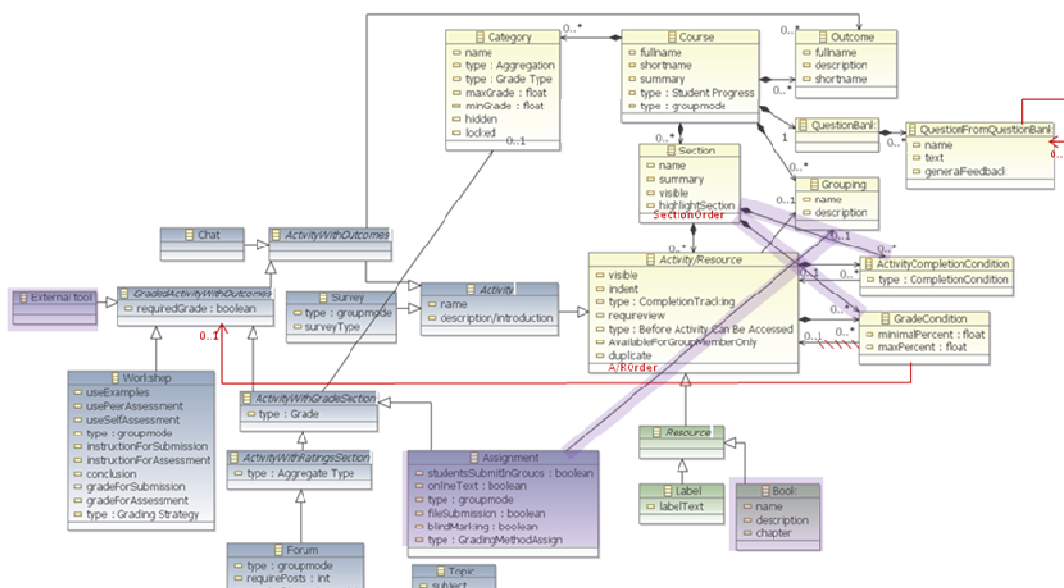 Category
name
type : Aggregation
type : Grade Type
maxGrade : float
minGrade : float
hidden
locked
0..1
0..*
Course
fullname
shortname
summary
type : Student Progress
type : groupmode
0..*
0..*
Outcome
fullname
description
shortname
0..*
QuestionBank
1
0..*
QuestionFromQuestionBank
name
text
generalFeedback
0..
0..*
Section
name
summary
visible
highlightSection
SectionOrder
0..*
Grouping
name
description
0..1
0..1
0..*
Chat
ActivityWithOutcomes
External tool
GradedActivityWithOutcomes
requiredGrade : boolean
0..1
Survey
type : groupmode
surveyType
Activity
name
description/introduction
0..*
Activity/Resource
visible
indent
type : CompletionTracking
requireview
type : Before Activity Can Be Accessed
AvailableForGroupMemberOnly
duplicate
A/ROrder
0..1
0..*
ActivityCompletionCondition
type : CompletionCondition
0..*
0..1
0..*
GradeCondition
minimalPercent : float
maxPercent : float
Workshop
useExamples
usePeerAssessment
useSelfAssessment
type : groupmode
instructionForSubmission
instructionForAssessment
conclusion
gradeForSubmission
gradeForAssessment
type : Grading Strategy
ActivityWithGradeSection
type : Grade
ActivityWithRatingsSection
type : Aggregate Type
Assignment
studentsSubmitInGroups : boolean
onlineText : boolean
type : groupmode
fileSubmission : boolean
blindMarking : boolean
type : GradingMethodAssign
Resource
Label
labelText
Book
name
description
chapter
Forum
type : groupmode
requirePosts : int
Topic
subject